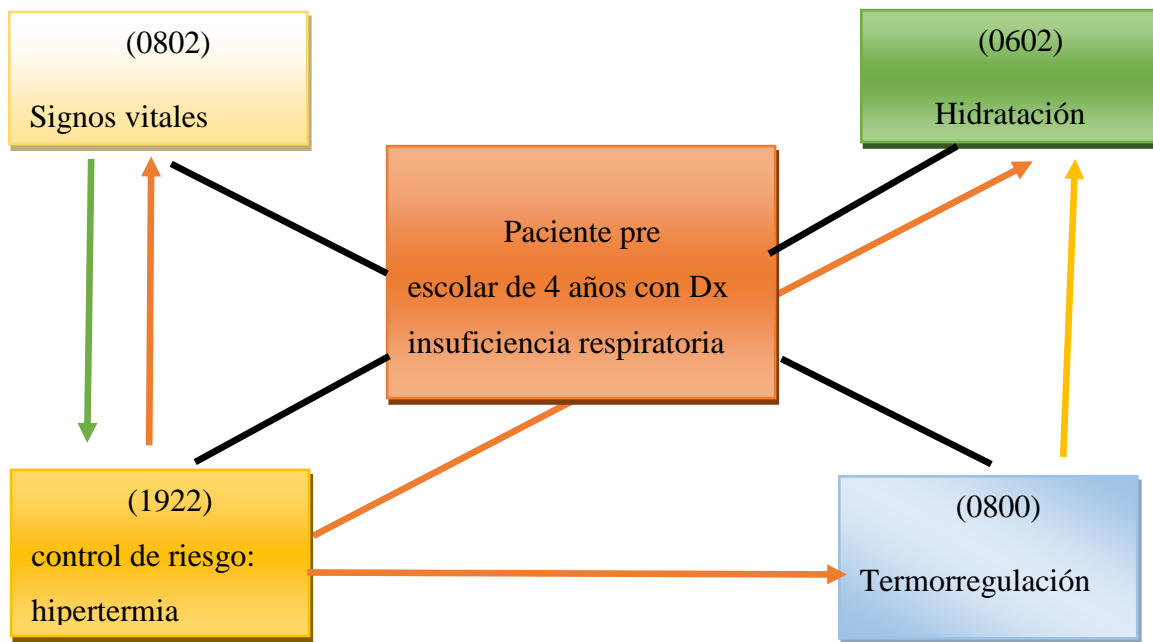 (0802)
Signos vitales
(0602)
Hidratación
Paciente pre
escolar de 4 años con Dx
insuficiencia respiratoria
(1922)
control de riesgo:
hipertermia
(0800)
Termorregulación